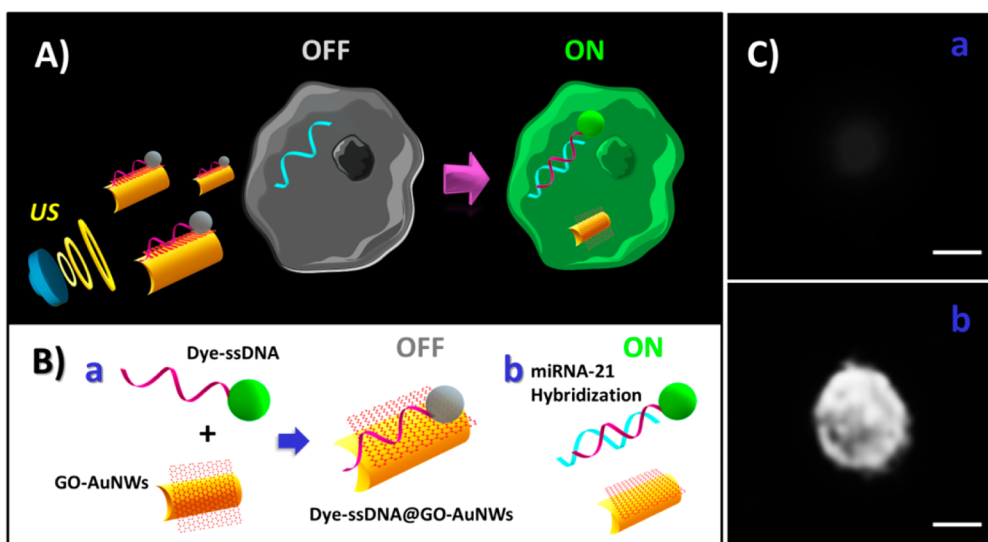 A)
OFF
ON
US
B)
a
Dye-ssDNA
+
GO-AuNWs
OFF
Dye-ssDNA@GO-AuNWs
b
ON
miRNA-21
Hybridization
C)
a
b